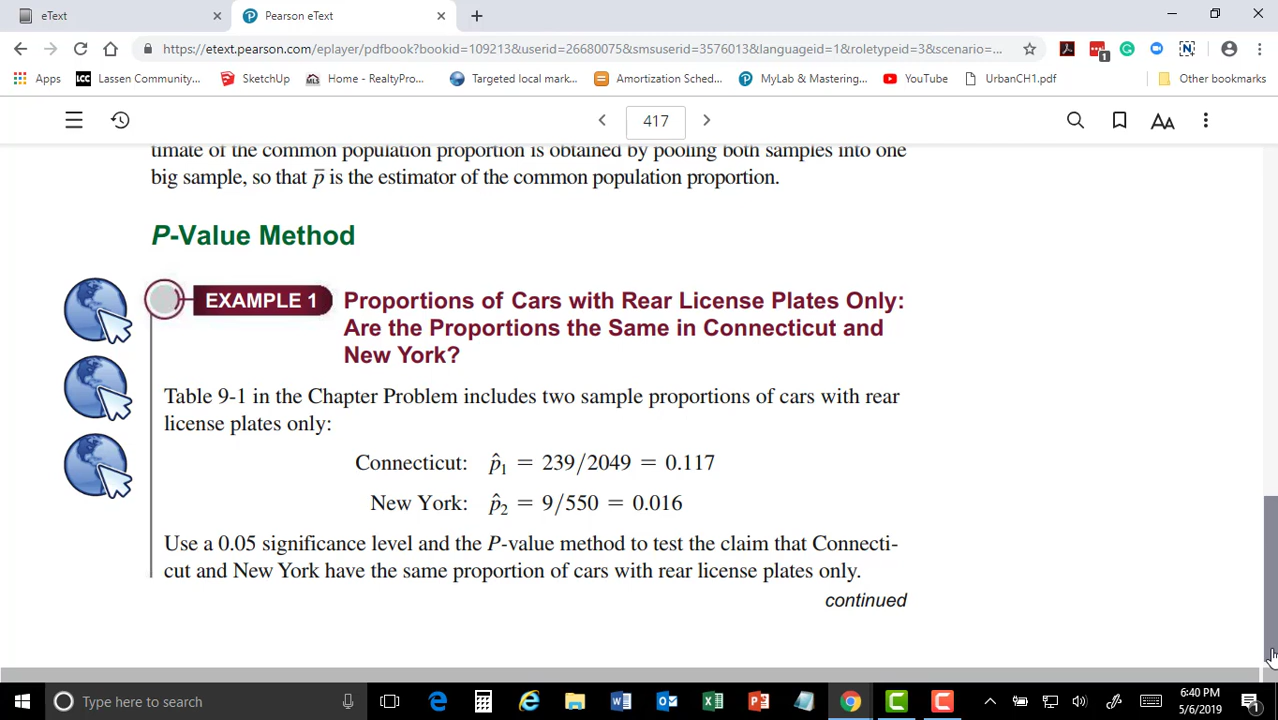 eText
Pearson eText
https://etext.pearson.com/eplayer/pdfbook?bookid=109213&userid=26680075&smsuserid=3576013&languageid=1&roletypeid=3&scenario=...
1
Apps
LCC Lassen Community...
SketchUp
Home - RealtyPro...
Targeted local mark...
Amortization Sched...
MyLab & Mastering...
YouTube
UrbanCH1.pdf
Other bookmarks
417
AA
timate of the common population proportion is obtained by pooling both samples into one
big sample, so that p̄ is the estimator of the common population proportion.
P-Value Method
EXAMPLE 1
Proportions of Cars with Rear License Plates Only:
Are the Proportions the Same in Connecticut and
New York?
Table 9-1 in the Chapter Problem includes two sample proportions of cars with rear
license plates only:
Connecticut: p̂₁ = 239/2049 = 0.117
New York: p̂₂ = 9/550 = 0.016
Use a 0.05 significance level and the P-value method to test the claim that Connecti-
cut and New York have the same proportion of cars with rear license plates only.
continued
Type here to search
6:40 PM
5/6/2019
1